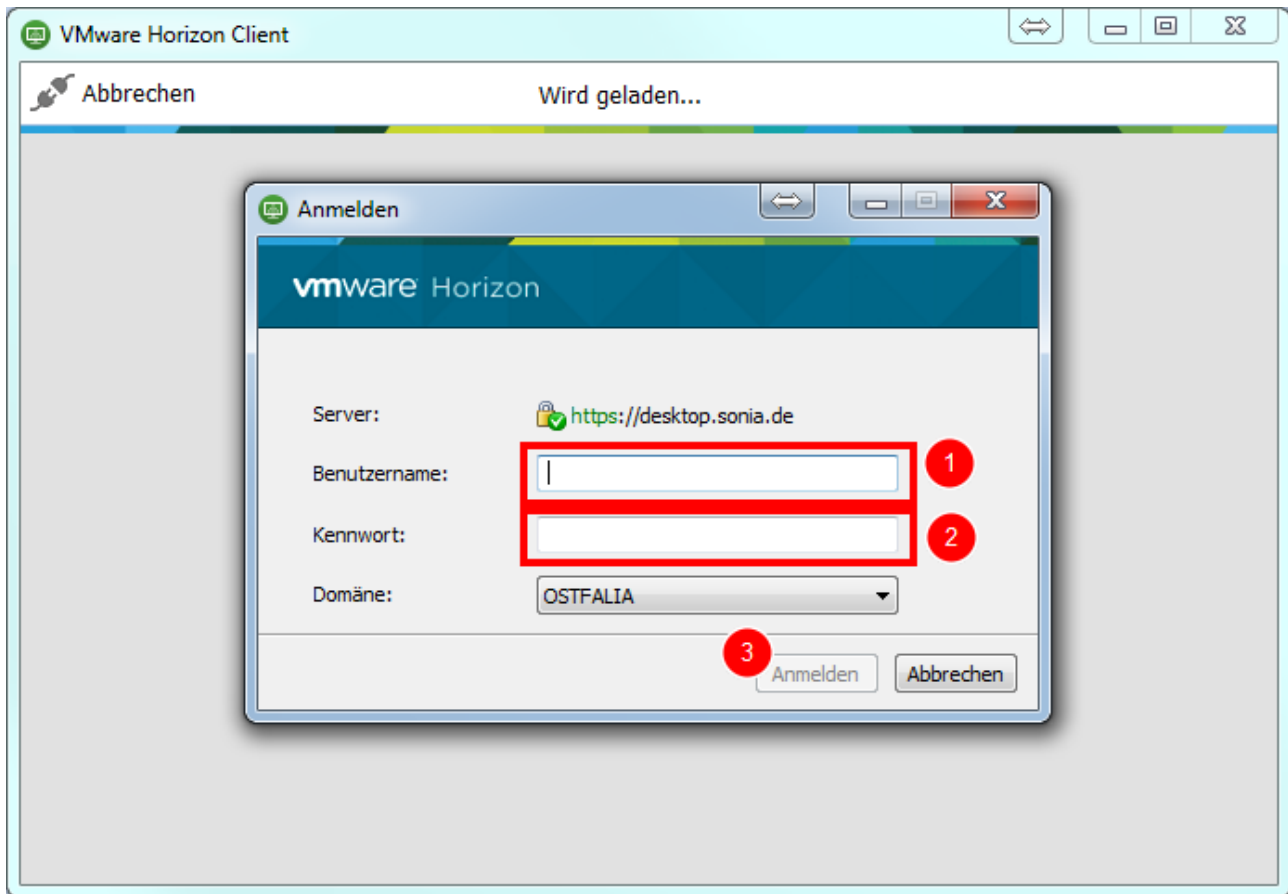 VMware Horizon Client
Abbrechen
Wird geladen...
Anmelden
vmware Horizon
Server: https://desktop.sonia.de
Benutzername: 1
Kennwort: 2
Domäne: OSTFALIA
3 Anmelden Abbrechen